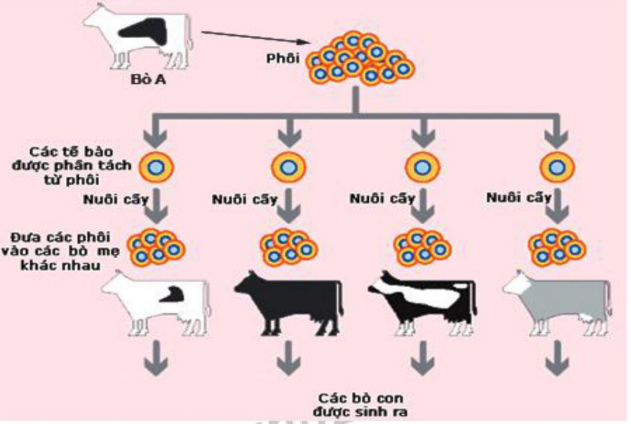 Bò A
Phôi
Các tế bào
được phân tách
từ phôi
Nuôi cấy
Nuôi cấy
Nuôi cấy
Nuôi cấy
Đưa các phôi
vào các bò mẹ
khác nhau
Các bò con
được sinh ra